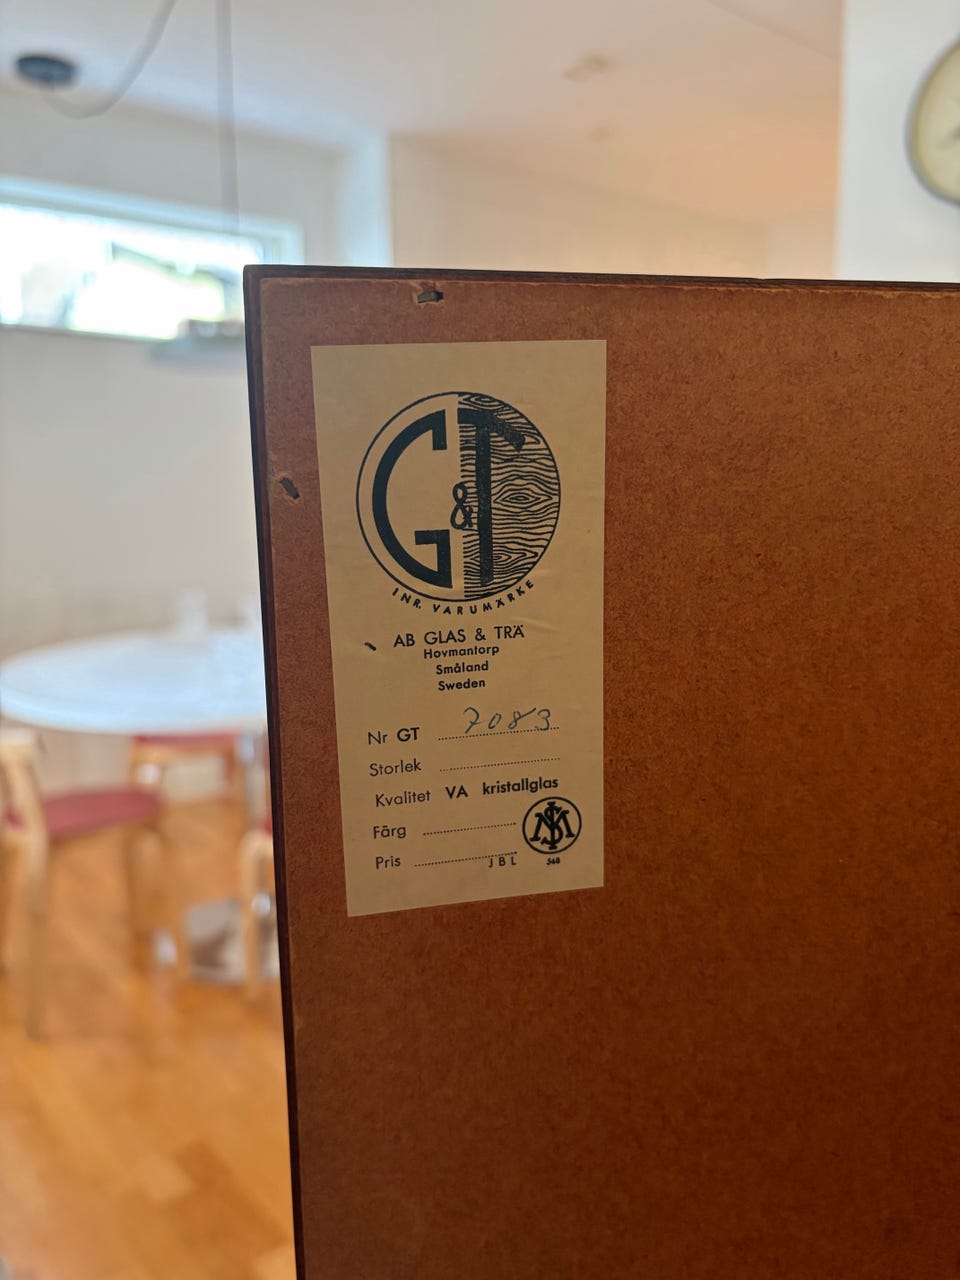 G&T
INR. VARUMÄRKE
AB GLAS & TRÄ
Hovmantorp
Småland
Sweden
Nr GT 7083
Storlek
Kvalitet VA kristallglas
Färg
Pris
JBL
568